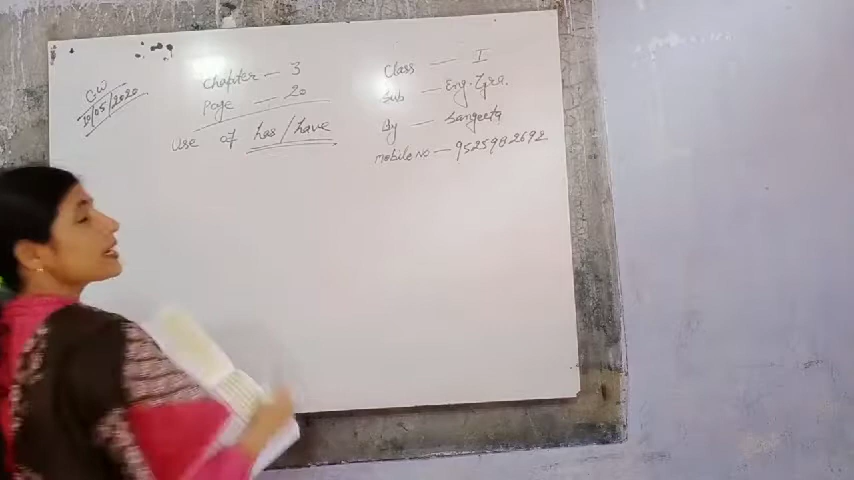 CW
10/05/2020
Chapter - 3
Page - 20
use of has/have
Class - I
Sub - Eng. Gra.
By - Sangeeta
Mobile No - 9525982692